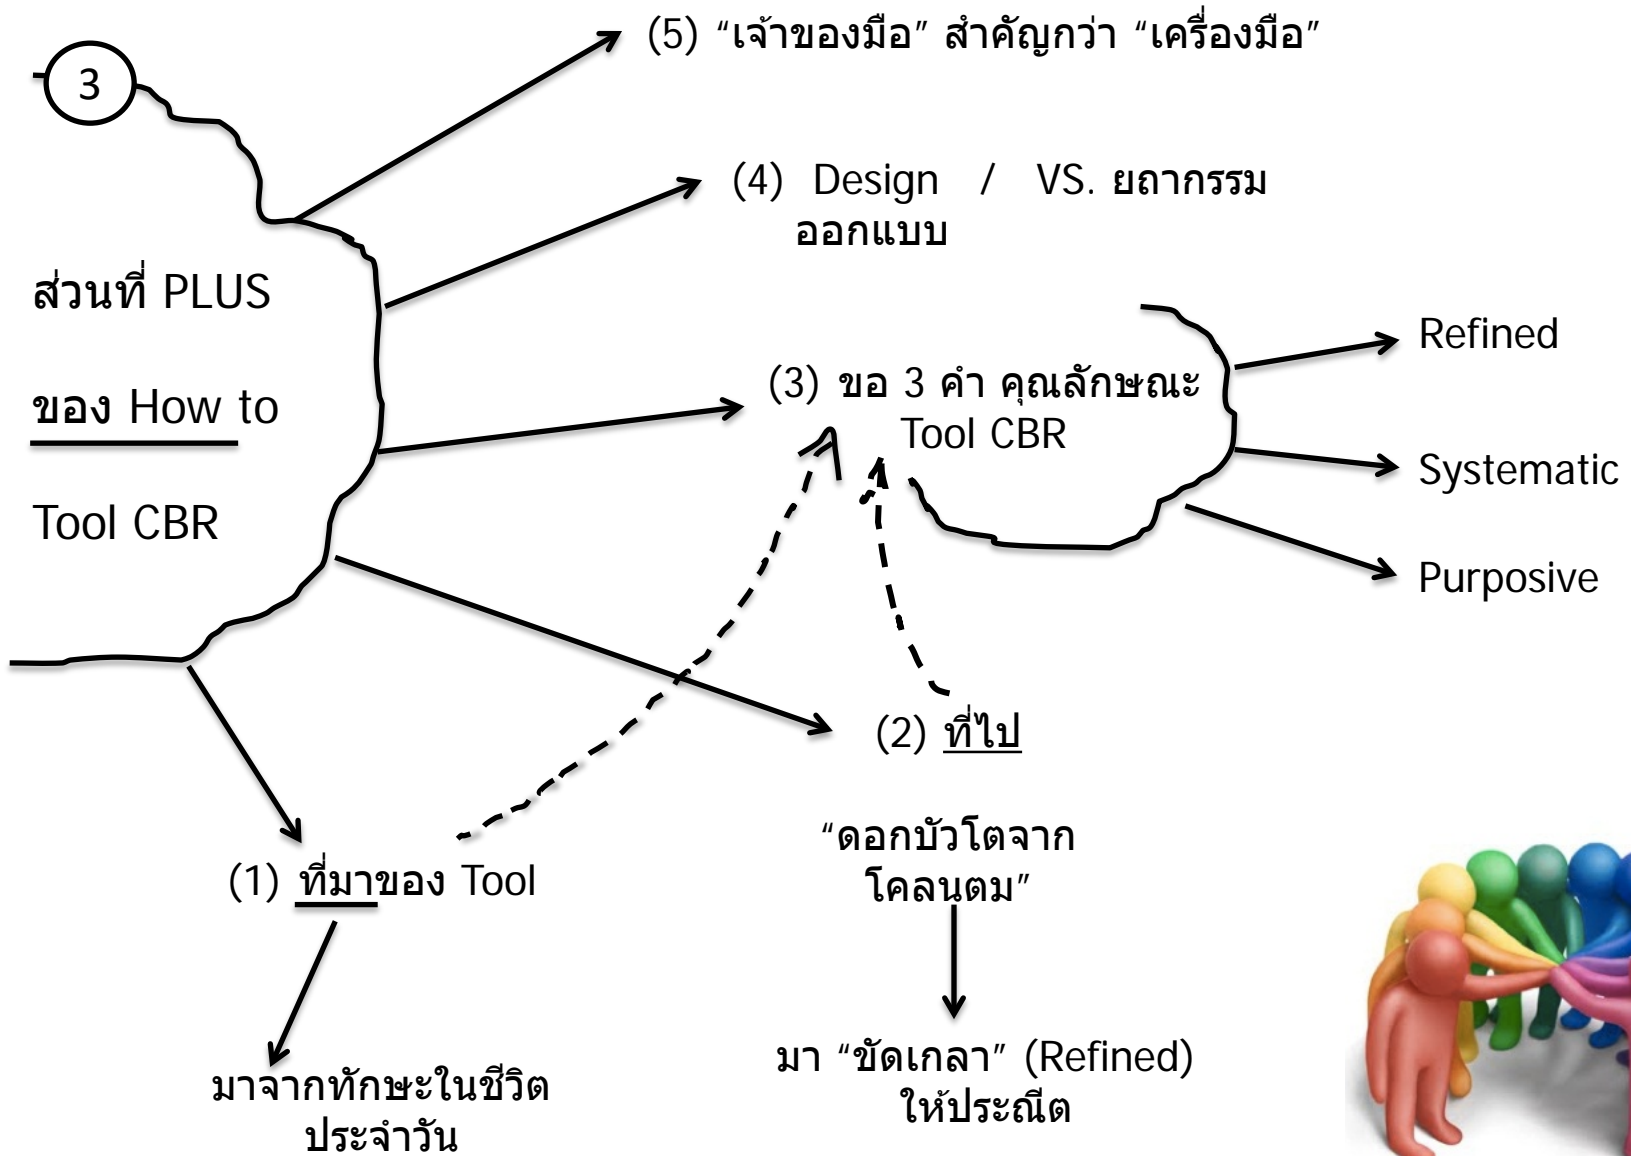 3
ส่วนที่ PLUS
ของ How to
Tool CBR
(5) “เจ้าของมือ” สำคัญกว่า “เครื่องมือ”
(4) Design / VS. ยถากรรม
ออกแบบ
(3) ขอ 3 คำ คุณลักษณะ
Tool CBR
Refined
Systematic
Purposive
(2) ที่ไป
“ดอกบัวโตจาก
โคลนตม”
มา “ขัดเกลา” (Refined)
ให้ประณีต
(1) ที่มาของ Tool
มาจากทักษะในชีวิต
ประจำวัน